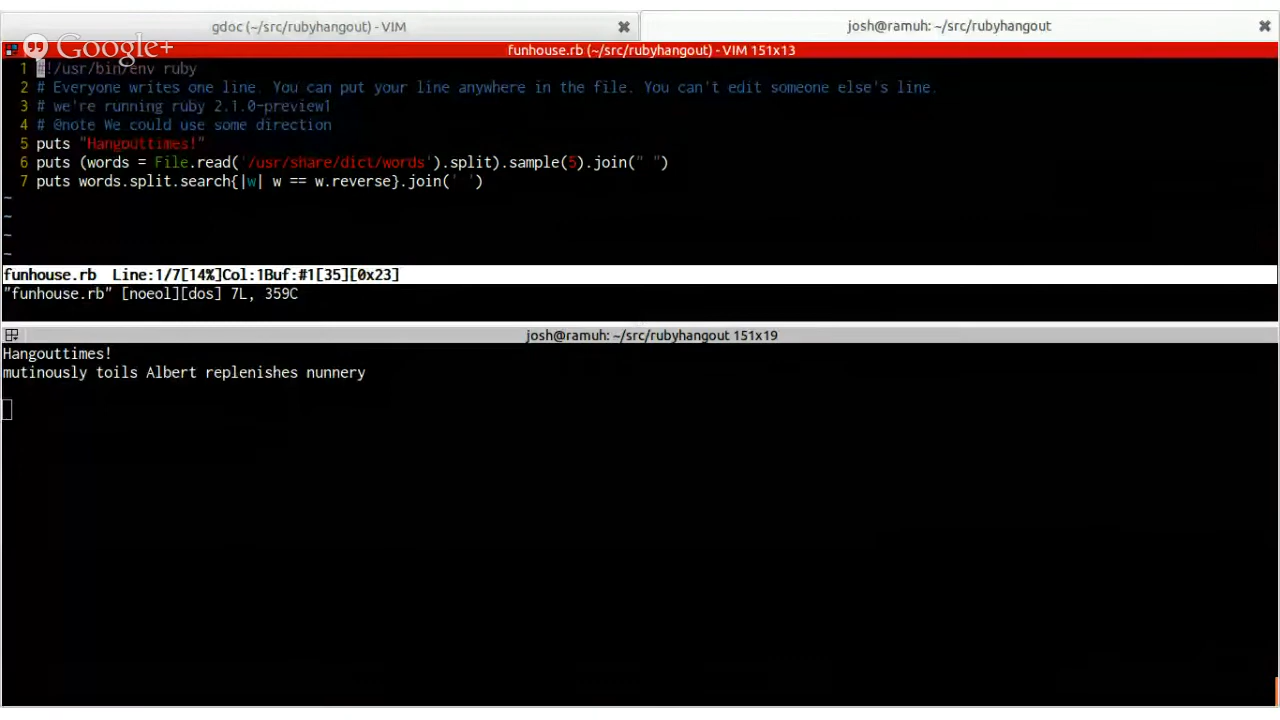 gdoc (~/src/rubyhangout) - VIM
josh@ramuh: ~/src/rubyhangout
Google+
funhouse.rb (~/src/rubyhangout) - VIM 151x13
1 #!/usr/bin/env ruby
2 # Everyone writes one line. You can put your line anywhere in the file. You can't edit someone else's line.
3 # we're running ruby 2.1.0-preview1
4 # @note We could use some direction
5 puts "Hangouttimes!"
6 puts (words = File.read('/usr/share/dict/words').split).sample(5).join(" ")
7 puts words.split.search{|w| w == w.reverse}.join(' ')
~
~
~
~
funhouse.rb Line:1/7[14%]Col:1Buf:#1[35][0x23]
"funhouse.rb" [noeol][dos] 7L, 359C
josh@ramuh: ~/src/rubyhangout 151x19
Hangouttimes!
mutinously toils Albert replenishes nunnery